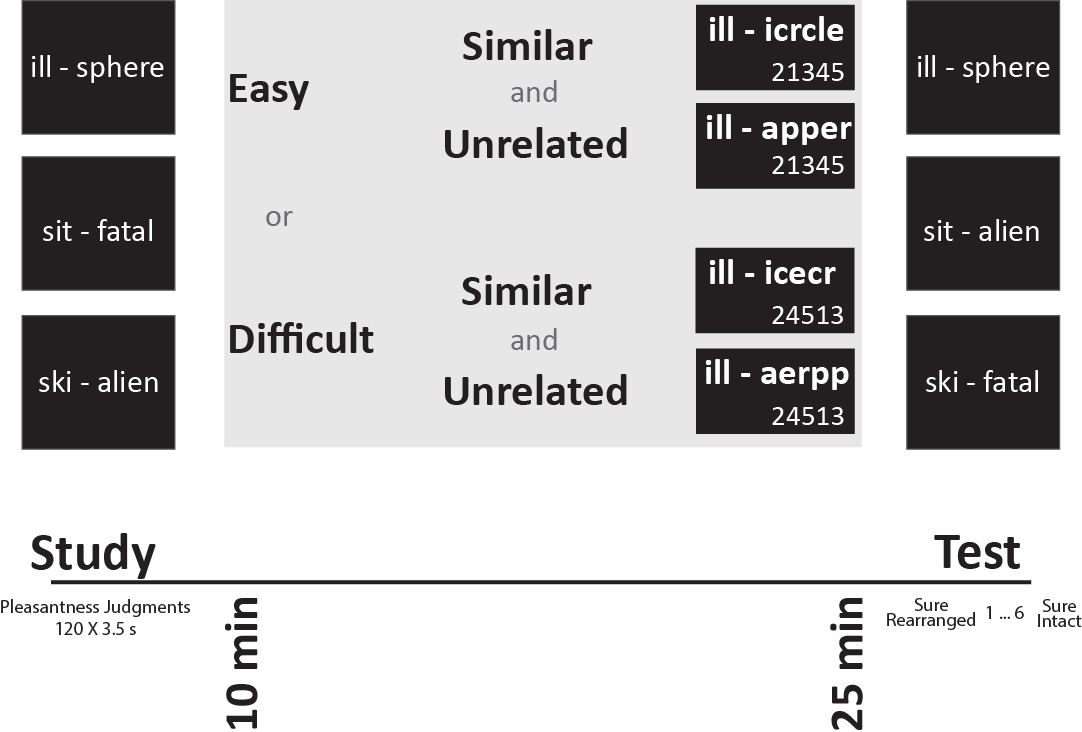 ill - sphere
sit - fatal
ski - alien
Easy
or
Difficult
Similar
and
Unrelated
Similar
and
Unrelated
ill - icrcle
21345
ill - apper
21345
ill - icecr
24513
ill - aerpp
24513
ill - sphere
sit - alien
ski - fatal
Study
Test
Pleasantness Judgments
120 X 3.5 s
10 min
25 min
Sure
Rearranged
1 ... 6
Sure
Intact